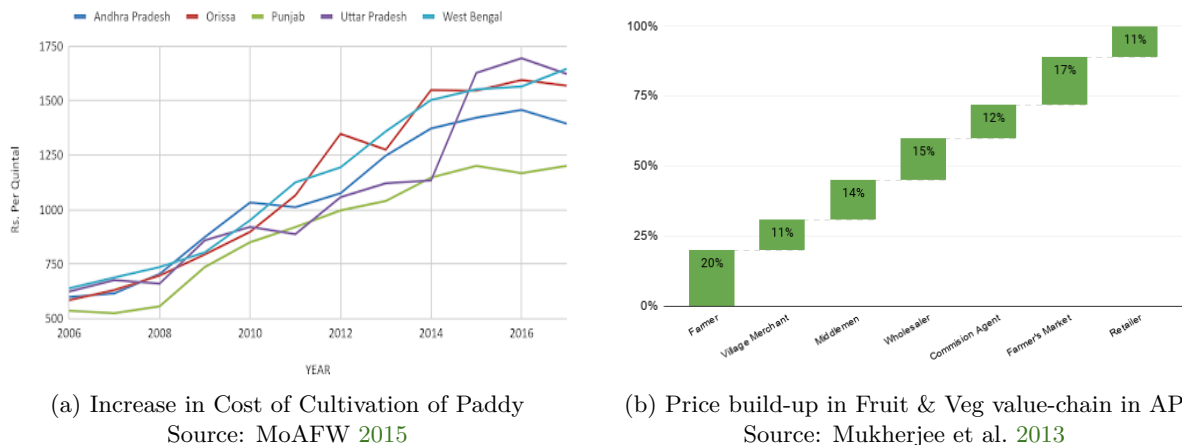 Andhra Pradesh Orissa Punjab Uttar Pradesh West Bengal
1750
1500
1250
1000
750
500
Rs. Per Quintal
2006 2008 2010 2012 2014 2016
YEAR
(a) Increase in Cost of Cultivation of Paddy
Source: MoAFW 2015
100%
75%
50%
25%
0%
20%
11%
14%
15%
12%
17%
11%
Farmer
Village Merchant
Middlemen
Wholesaler
Commision Agent
Farmer's Market
Retailer
(b) Price build-up in Fruit & Veg value-chain in AP
Source: Mukherjee et al. 2013